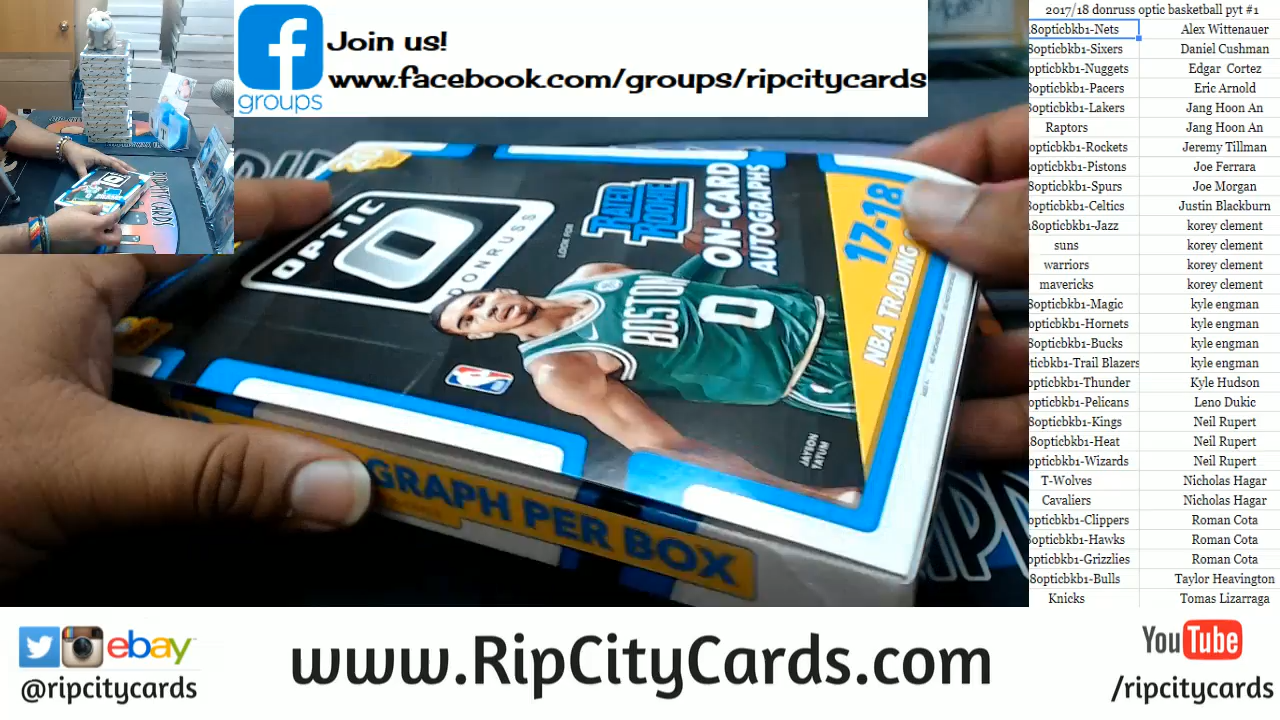 Join us!
www.facebook.com/groups/ripcitycards
groups
OPTIC
DONRUSS
LOOK FOR
RATED ROOKIE
ON-CARD
AUTOGRAPHS
BOSTON
0
NBA
17-18
NBA TRADING
JAYSON
TATUM
GRAPH PER BOX
2017/18 donruss optic basketball pyt #1
8opticbkb1-Nets Alex Wittenauer
8opticbkb1-Sixers Daniel Cushman
opticbkb1-Nuggets Edgar Cortez
8opticbkb1-Pacers Eric Arnold
8opticbkb1-Lakers Jang Hoon An
Raptors Jang Hoon An
opticbkb1-Rockets Jeremy Tillman
8opticbkb1-Pistons Joe Ferrara
8opticbkb1-Spurs Joe Morgan
8opticbkb1-Celtics Justin Blackburn
18opticbkb1-Jazz korey clement
suns korey clement
warriors korey clement
mavericks korey clement
8opticbkb1-Magic kyle engman
opticbkb1-Hornets kyle engman
8opticbkb1-Bucks kyle engman
pticbkb1-Trail Blazers kyle engman
opticbkb1-Thunder Kyle Hudson
opticbkb1-Pelicans Leno Dukic
8opticbkb1-Kings Neil Rupert
8opticbkb1-Heat Neil Rupert
opticbkb1-Wizards Neil Rupert
T-Wolves Nicholas Hagar
Cavaliers Nicholas Hagar
opticbkb1-Clippers Roman Cota
8opticbkb1-Hawks Roman Cota
opticbkb1-Grizzlies Roman Cota
8opticbkb1-Bulls Taylor Heavington
Knicks Tomas Lizarraga
ebay
@ripcitycards
www.RipCityCards.com
YouTube
/ripcitycards